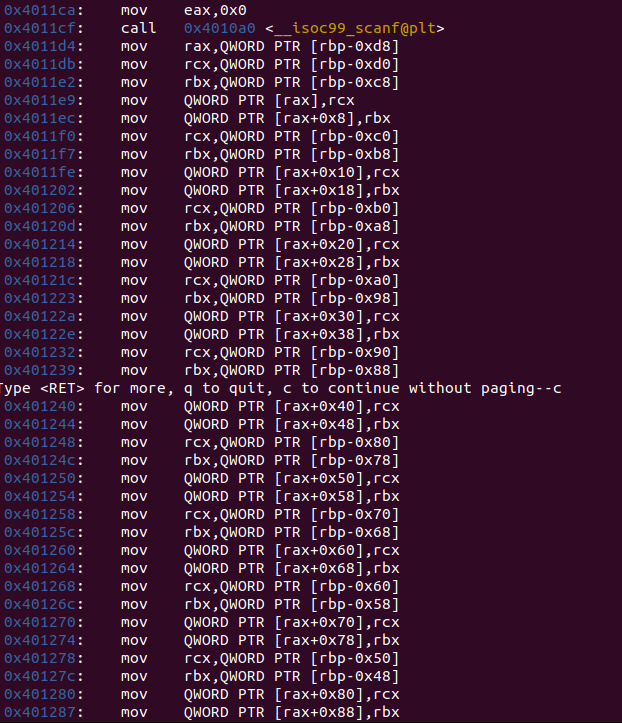 0x4011ca: mov eax,0x0
0x4011cf: call 0x4010a0 <__isoc99_scanf@plt>
0x4011d4: mov rax,QWORD PTR [rbp-0xd8]
0x4011db: mov rcx,QWORD PTR [rbp-0xd0]
0x4011e2: mov rbx,QWORD PTR [rbp-0xc8]
0x4011e9: mov QWORD PTR [rax],rcx
0x4011ec: mov QWORD PTR [rax+0x8],rbx
0x4011f0: mov rcx,QWORD PTR [rbp-0xc0]
0x4011f7: mov rbx,QWORD PTR [rbp-0xb8]
0x4011fe: mov QWORD PTR [rax+0x10],rcx
0x401202: mov QWORD PTR [rax+0x18],rbx
0x401206: mov rcx,QWORD PTR [rbp-0xb0]
0x40120d: mov rbx,QWORD PTR [rbp-0xa8]
0x401214: mov QWORD PTR [rax+0x20],rcx
0x401218: mov QWORD PTR [rax+0x28],rbx
0x40121c: mov rcx,QWORD PTR [rbp-0xa0]
0x401223: mov rbx,QWORD PTR [rbp-0x98]
0x40122a: mov QWORD PTR [rax+0x30],rcx
0x40122e: mov QWORD PTR [rax+0x38],rbx
0x401232: mov rcx,QWORD PTR [rbp-0x90]
0x401239: mov rbx,QWORD PTR [rbp-0x88]
Type <RET> for more, q to quit, c to continue without paging--c
0x401240: mov QWORD PTR [rax+0x40],rcx
0x401244: mov QWORD PTR [rax+0x48],rbx
0x401248: mov rcx,QWORD PTR [rbp-0x80]
0x40124c: mov rbx,QWORD PTR [rbp-0x78]
0x401250: mov QWORD PTR [rax+0x50],rcx
0x401254: mov QWORD PTR [rax+0x58],rbx
0x401258: mov rcx,QWORD PTR [rbp-0x70]
0x40125c: mov rbx,QWORD PTR [rbp-0x68]
0x401260: mov QWORD PTR [rax+0x60],rcx
0x401264: mov QWORD PTR [rax+0x68],rbx
0x401268: mov rcx,QWORD PTR [rbp-0x60]
0x40126c: mov rbx,QWORD PTR [rbp-0x58]
0x401270: mov QWORD PTR [rax+0x70],rcx
0x401274: mov QWORD PTR [rax+0x78],rbx
0x401278: mov rcx,QWORD PTR [rbp-0x50]
0x40127c: mov rbx,QWORD PTR [rbp-0x48]
0x401280: mov QWORD PTR [rax+0x80],rcx
0x401287: mov QWORD PTR [rax+0x88],rbx